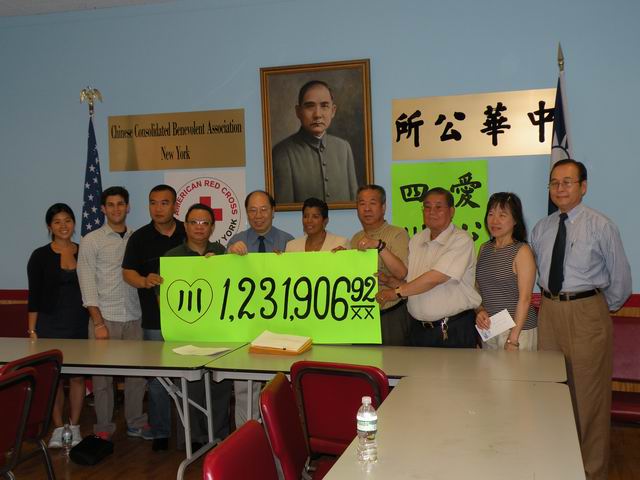 Chinese Consolidated Benevolent Association
New York
中華公所
AMERICAN RED CROSS
愛
四川
川 1,231,906 92/XX